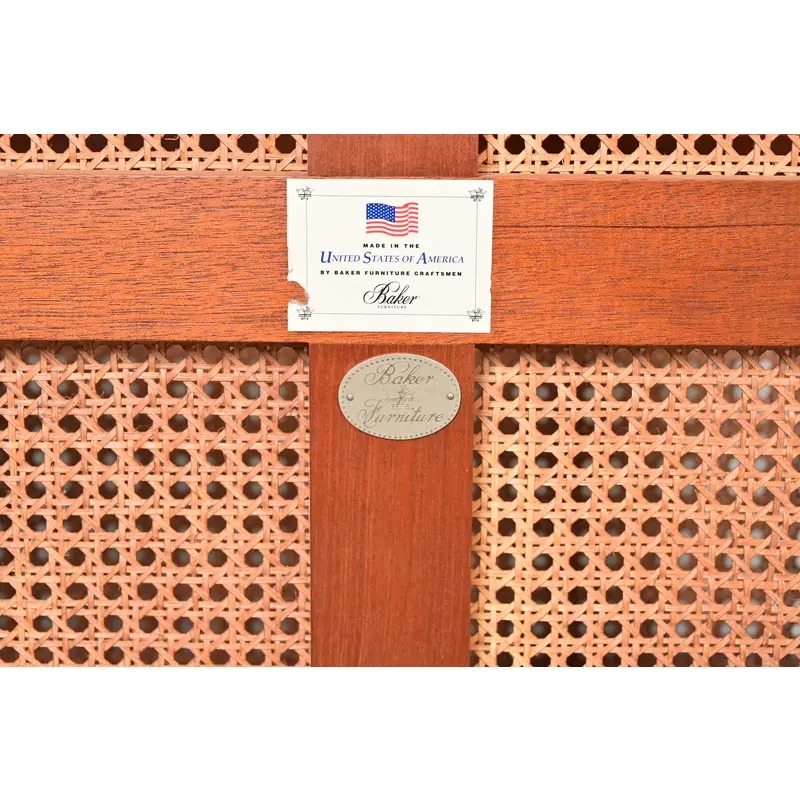 MADE IN THE
UNITED STATES OF AMERICA
BY BAKER FURNITURE CRAFTSMEN
Baker
FURNITURE
Baker
Furniture